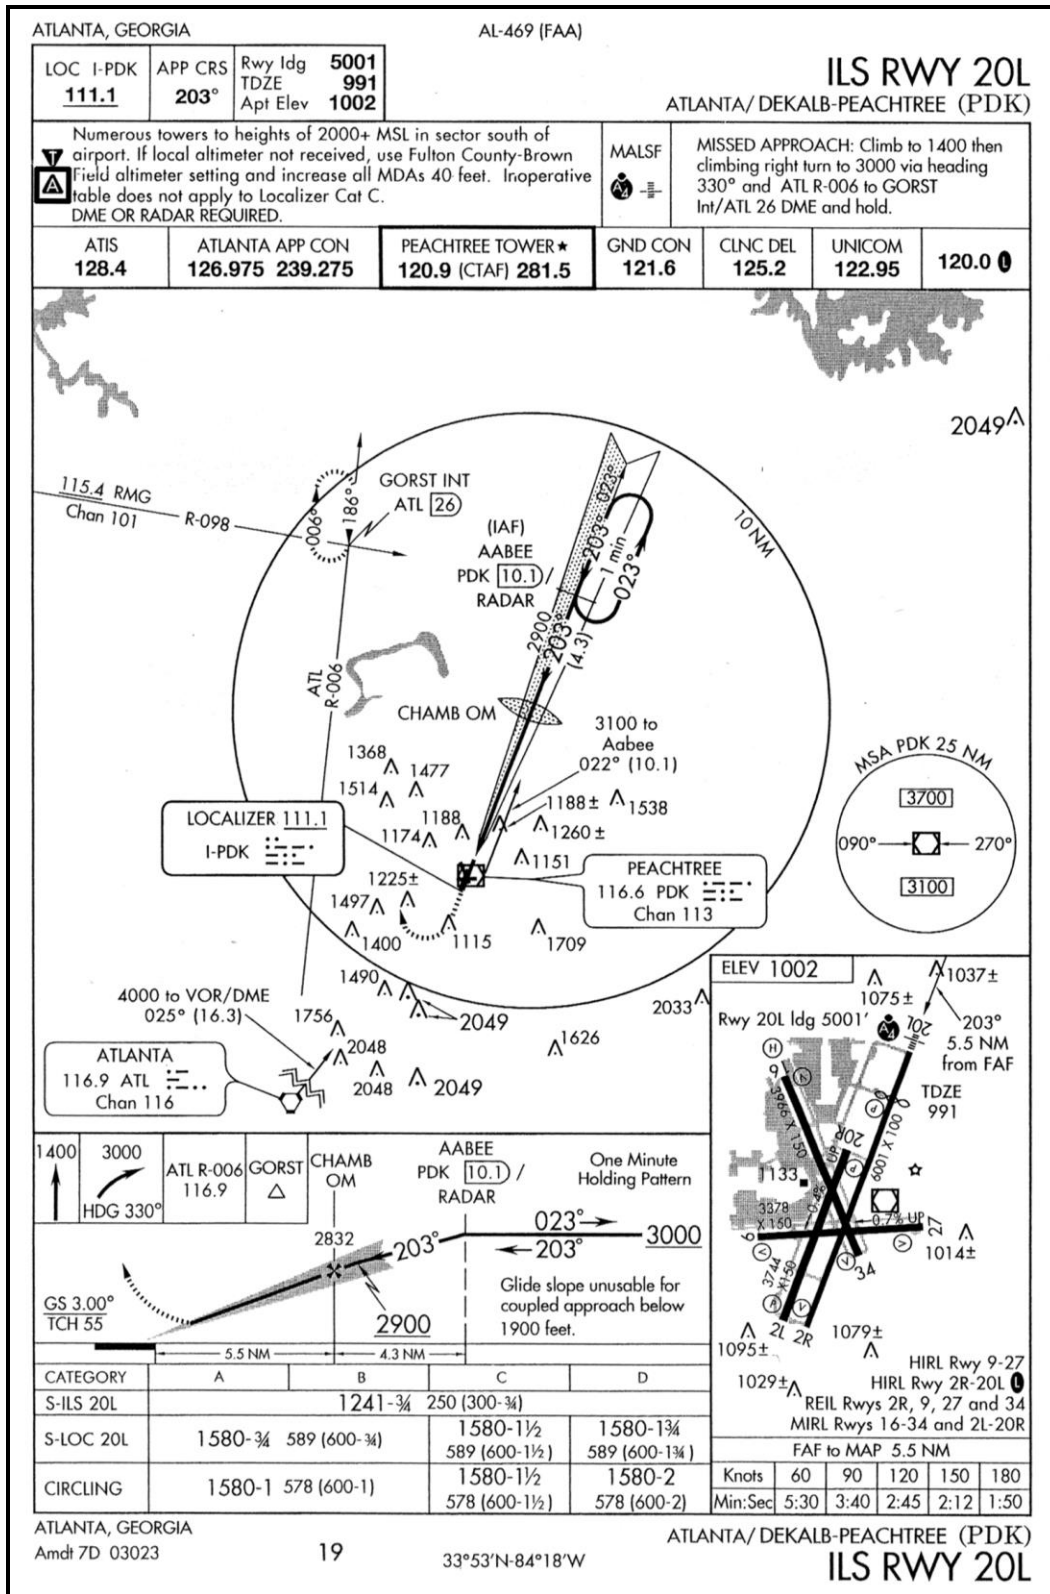 ATLANTA, GEORGIA
AL-469 (FAA)
LOC I-PDK
111.1
APP CRS
203°
Rwy ldg 5001
TDZE 991
Apt Elev 1002
ILS RWY 20L
ATLANTA/ DEKALB-PEACHTREE (PDK)
T
A
Numerous towers to heights of 2000+ MSL in sector south of
airport. If local altimeter not received, use Fulton County-Brown
Field altimeter setting and increase all MDAs 40 feet. Inoperative
table does not apply to Localizer Cat C.
DME OR RADAR REQUIRED.
MALSF
A4
MISSED APPROACH: Climb to 1400 then
climbing right turn to 3000 via heading
330° and ATL R-006 to GORST
Int/ATL 26 DME and hold.
ATIS
128.4
ATLANTA APP CON
126.975 239.275
PEACHTREE TOWER★
120.9 (CTAF) 281.5
GND CON
121.6
CLNC DEL
125.2
UNICOM
122.95
120.0 L
2049
10 NM
115.4 RMG
Chan 101
R-098
006°
186°
GORST INT
ATL 26
(IAF)
AABEE
PDK 10.1 /
RADAR
203° 023°
1 min
023°
2900
203°
(4.3)
ATL
R-006
CHAMB OM
3100 to
Aabee
022° (10.1)
1368
1477
1514
1188
1174
1188±
1538
1260±
1151
LOCALIZER 111.1
I-PDK
PEACHTREE
116.6 PDK
Chan 113
1225±
1497
1400
1115
1709
1490
2049
2033
1626
4000 to VOR/DME
025° (16.3)
1756
2048
2048
2049
ATLANTA
116.9 ATL
Chan 116
MSA PDK 25 NM
3700
090°
270°
3100
ELEV 1002
1075±
1037±
Rwy 20L ldg 5001'
A4
20L
203°
5.5 NM
from FAF
TDZE
991
H
16
V
3966 X 150
P
6001 X 100
20R
UP
0.4%
1133
3378
X 150
0.7% UP
9
27
1014±
3744
X150
34
2L 2R
1079±
1095±
1029±
HIRL Rwy 9-27
HIRL Rwy 2R-20L L
REIL Rwys 2R, 9, 27 and 34
MIRL Rwys 16-34 and 2L-20R
FAF to MAP 5.5 NM
Knots 60 90 120 150 180
Min:Sec 5:30 3:40 2:45 2:12 1:50
1400
3000
HDG 330°
ATL R-006
116.9
GORST
CHAMB
OM
AABEE
PDK 10.1 /
RADAR
One Minute
Holding Pattern
2832
203°
023°
203°
3000
GS 3.00°
TCH 55
2900
Glide slope unusable for
coupled approach below
1900 feet.
5.5 NM
4.3 NM
CATEGORY A B C D
S-ILS 20L 1241-¾ 250 (300-¾)
S-LOC 20L 1580-¾ 589 (600-¾) 1580-1½ 1580-1¾
589 (600-1½) 589 (600-1¾)
CIRCLING 1580-1 578 (600-1) 1580-1½ 1580-2
578 (600-1½) 578 (600-2)
ATLANTA, GEORGIA
Amdt 7D 03023
19
33°53'N-84°18'W
ATLANTA/ DEKALB-PEACHTREE (PDK)
ILS RWY 20L